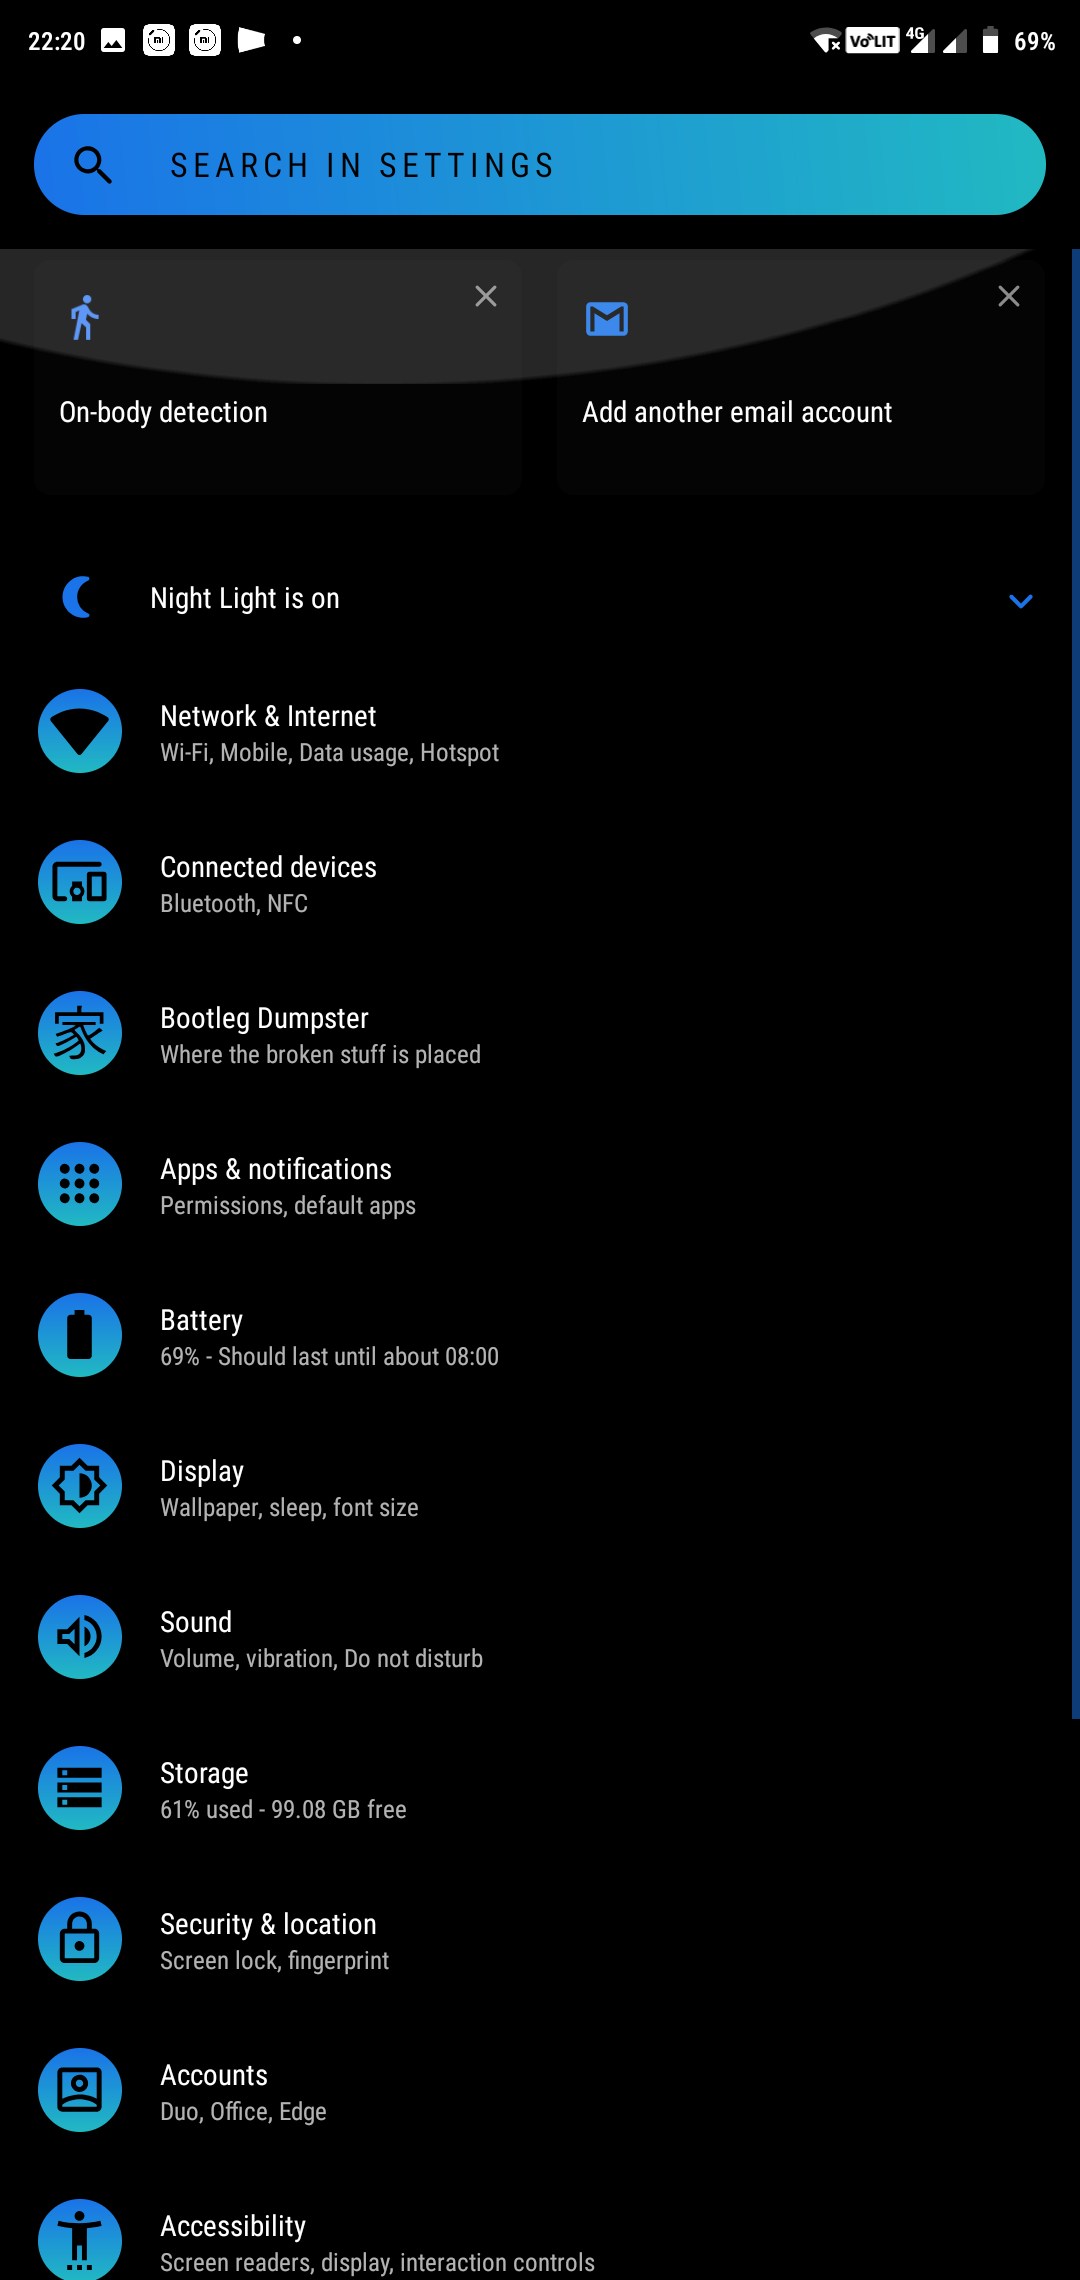 22:20
VoLIT 4G 69%
SEARCH IN SETTINGS
On-body detection
Add another email account
Night Light is on
Network & Internet
Wi-Fi, Mobile, Data usage, Hotspot
Connected devices
Bluetooth, NFC
家
Bootleg Dumpster
Where the broken stuff is placed
Apps & notifications
Permissions, default apps
Battery
69% - Should last until about 08:00
Display
Wallpaper, sleep, font size
Sound
Volume, vibration, Do not disturb
Storage
61% used - 99.08 GB free
Security & location
Screen lock, fingerprint
Accounts
Duo, Office, Edge
Accessibility
Screen readers, display, interaction controls